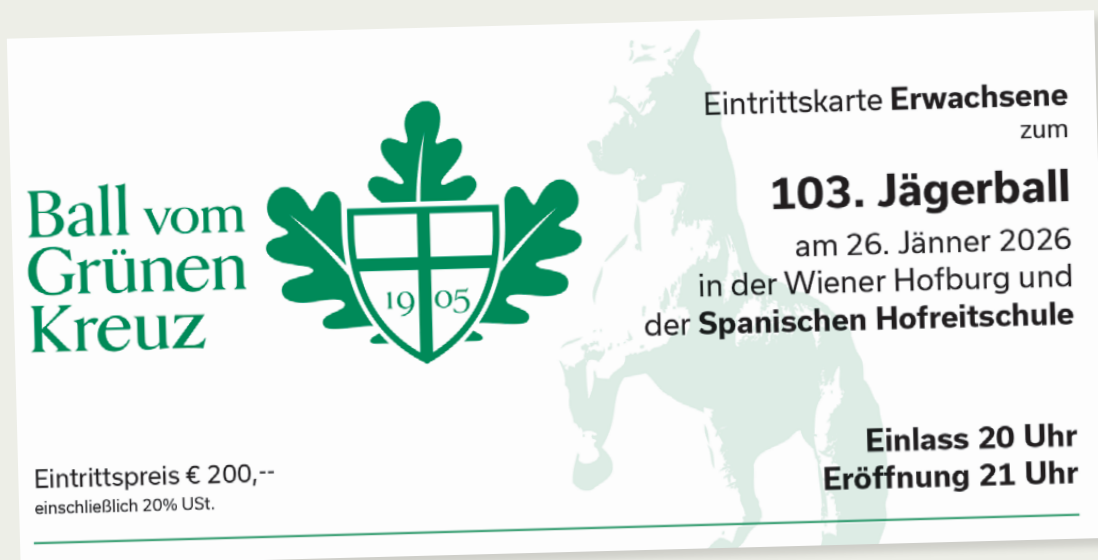 Ball vom
Grünen
Kreuz
19 05
Eintrittskarte Erwachsene
zum
103. Jägerball
am 26. Jänner 2026
in der Wiener Hofburg und
der Spanischen Hofreitschule
Einlass 20 Uhr
Eröffnung 21 Uhr
Eintrittspreis € 200,--
einschließlich 20% USt.